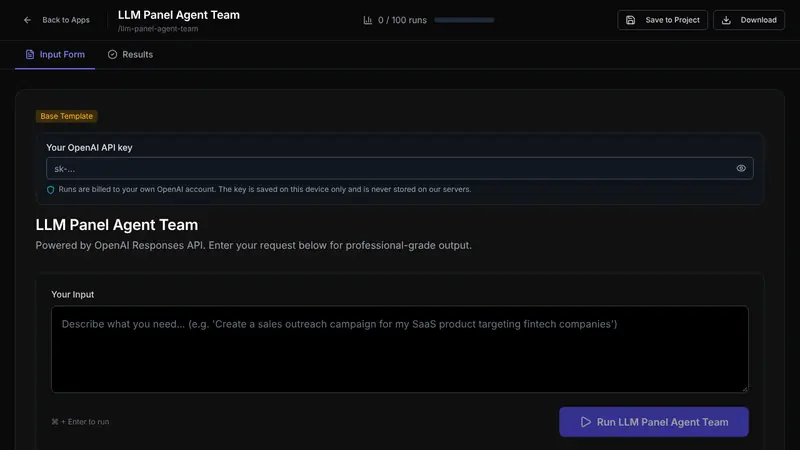 Back to Apps
LLM Panel Agent Team
/llm-panel-agent-team
0 / 100 runs
Save to Project
Download
Input Form
Results
Base Template
Your OpenAI API key
sk-...
Runs are billed to your own OpenAI account. The key is saved on this device only and is never stored on our servers.
LLM Panel Agent Team
Powered by OpenAI Responses API. Enter your request below for professional-grade output.
Your Input
Describe what you need... (e.g. 'Create a sales outreach campaign for my SaaS product targeting fintech companies')
⌘ + Enter to run
Run LLM Panel Agent Team